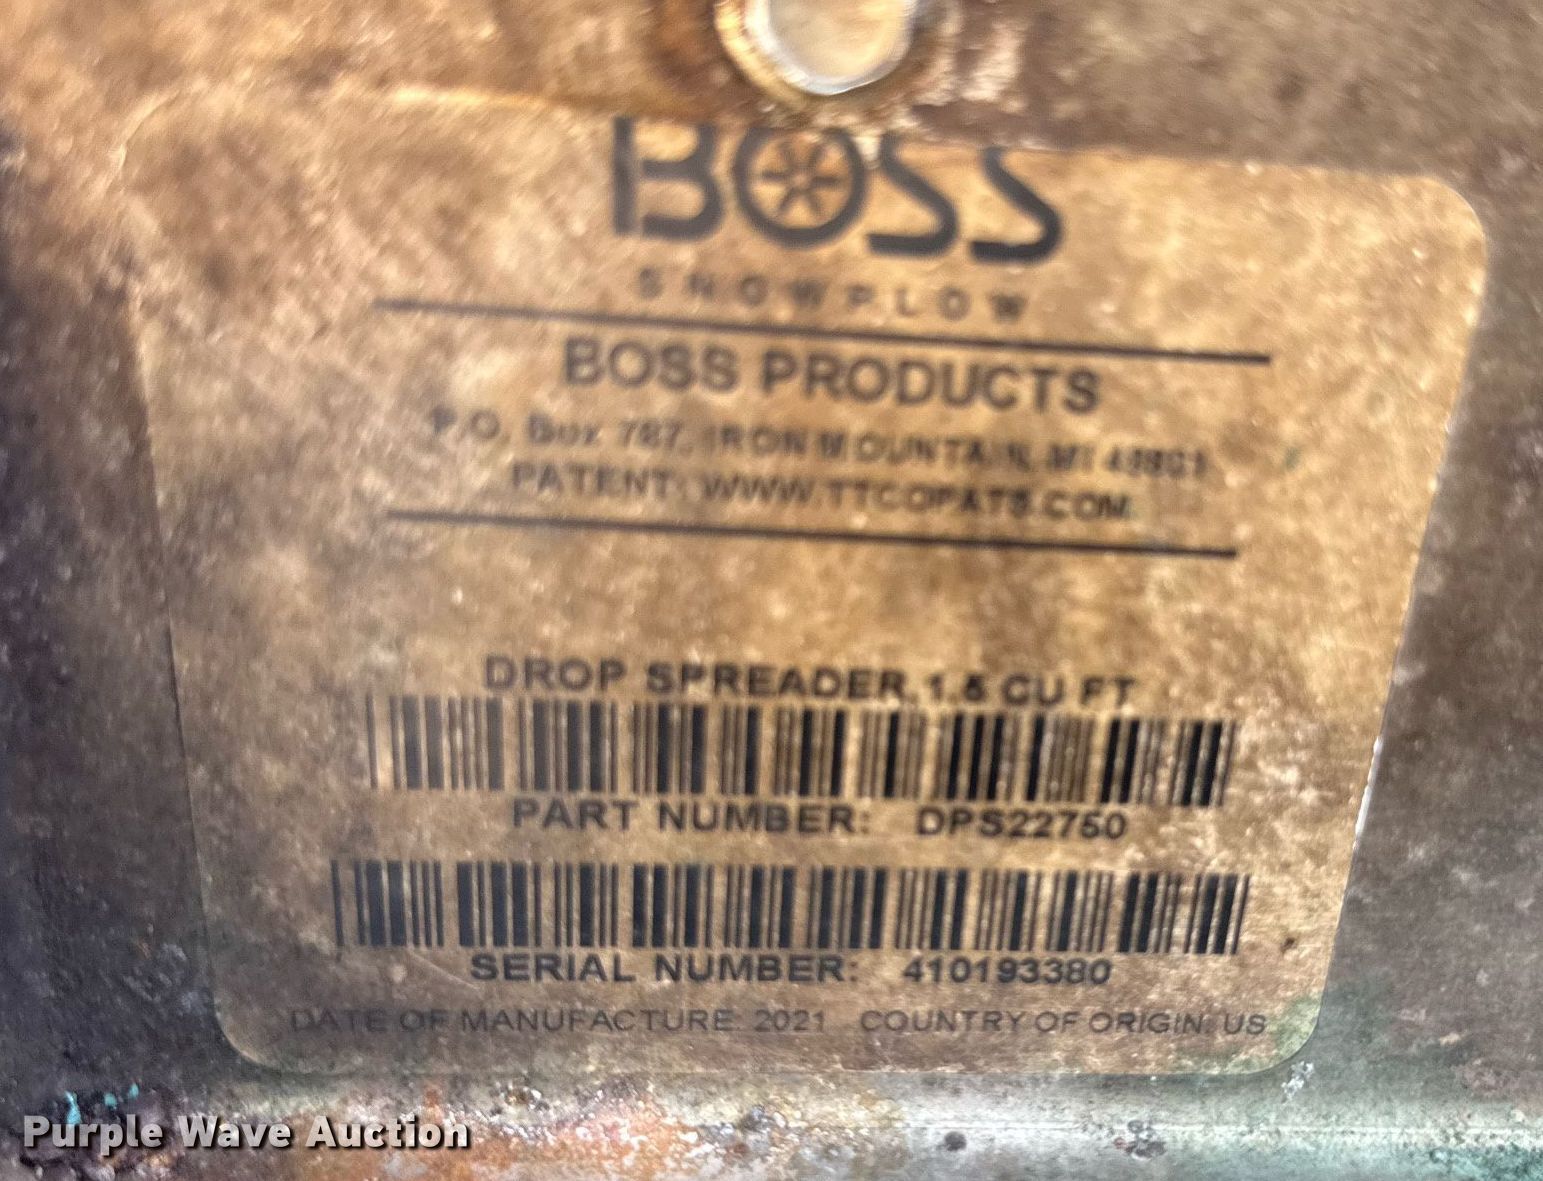 BOSS
SNOWPLOW
BOSS PRODUCTS
P.O. Box 787, IRON MOUNTAIN, MI 49801
PATENT: WWW.TTCOPATS.COM
DROP SPREADER, 1.5 CU FT
PART NUMBER: DPS22750
SERIAL NUMBER: 410193380
DATE OF MANUFACTURE: 2021 COUNTRY OF ORIGIN: US
Purple Wave Auction